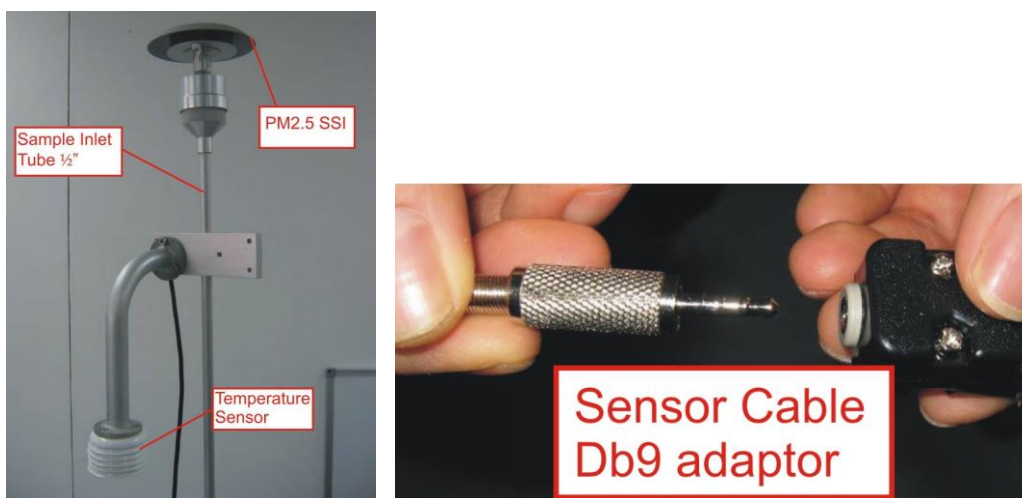 PM2.5 SSI
Sample Inlet
Tube ½”
Temperature
Sensor
Sensor Cable
Db9 adaptor